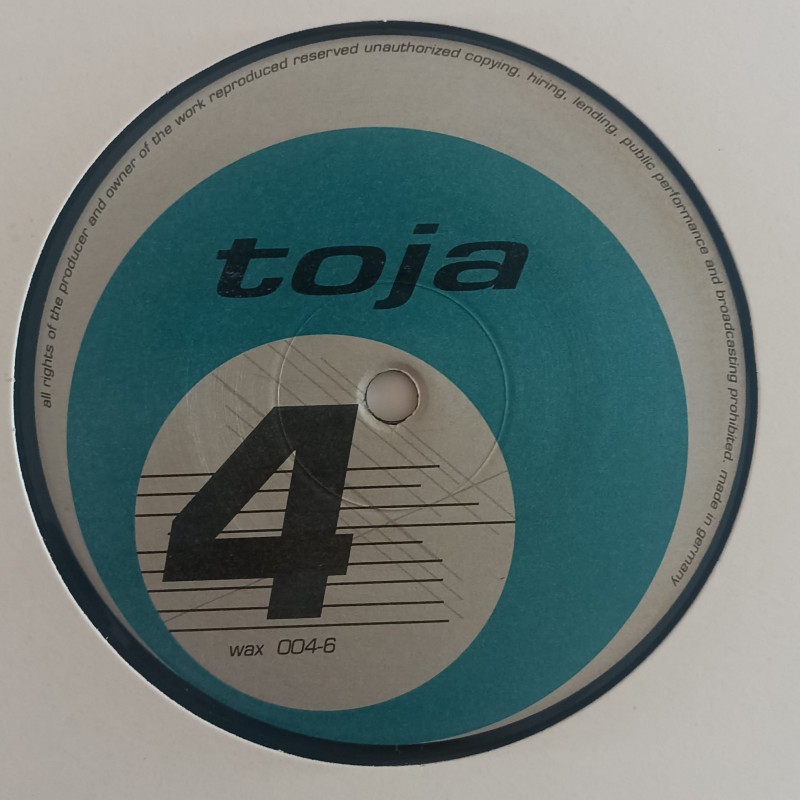 all rights of the producer and owner of the work reproduced reserved unauthorized copying, hiring, lending, public performance and broadcasting prohibited. made in germany
toja
4
wax 004-6